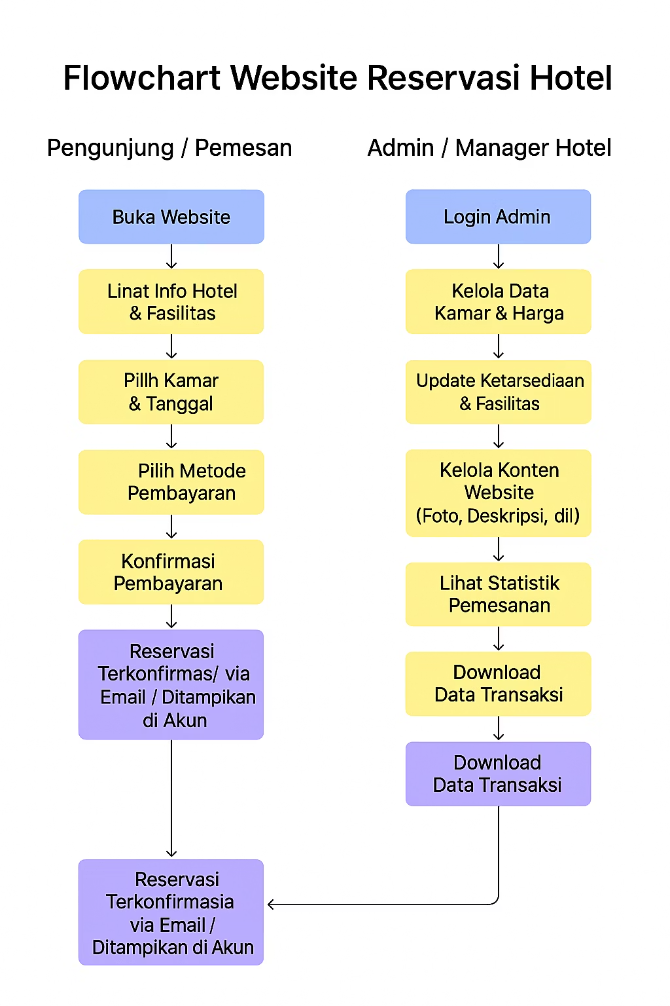 Flowchart Website Reservasi Hotel
Pengunjung / Pemesan
Buka Website
Linat Info Hotel
& Fasilitas
Pillh Kamar
& Tanggal
Pilih Metode
Pembayaran
Konfirmasi
Pembayaran
Reservasi
Terkonfirmas/ via
Email / Ditampikan
di Akun
Reservasi
Terkonfirmasia
via Email /
Ditampikan di Akun
Admin / Manager Hotel
Login Admin
Kelola Data
Kamar & Harga
Update Ketarsediaan
& Fasilitas
Kelola Konten
Website
(Foto, Deskripsi, dil)
Lihat Statistik
Pemesanan
Download
Data Transaksi
Download
Data Transaksi